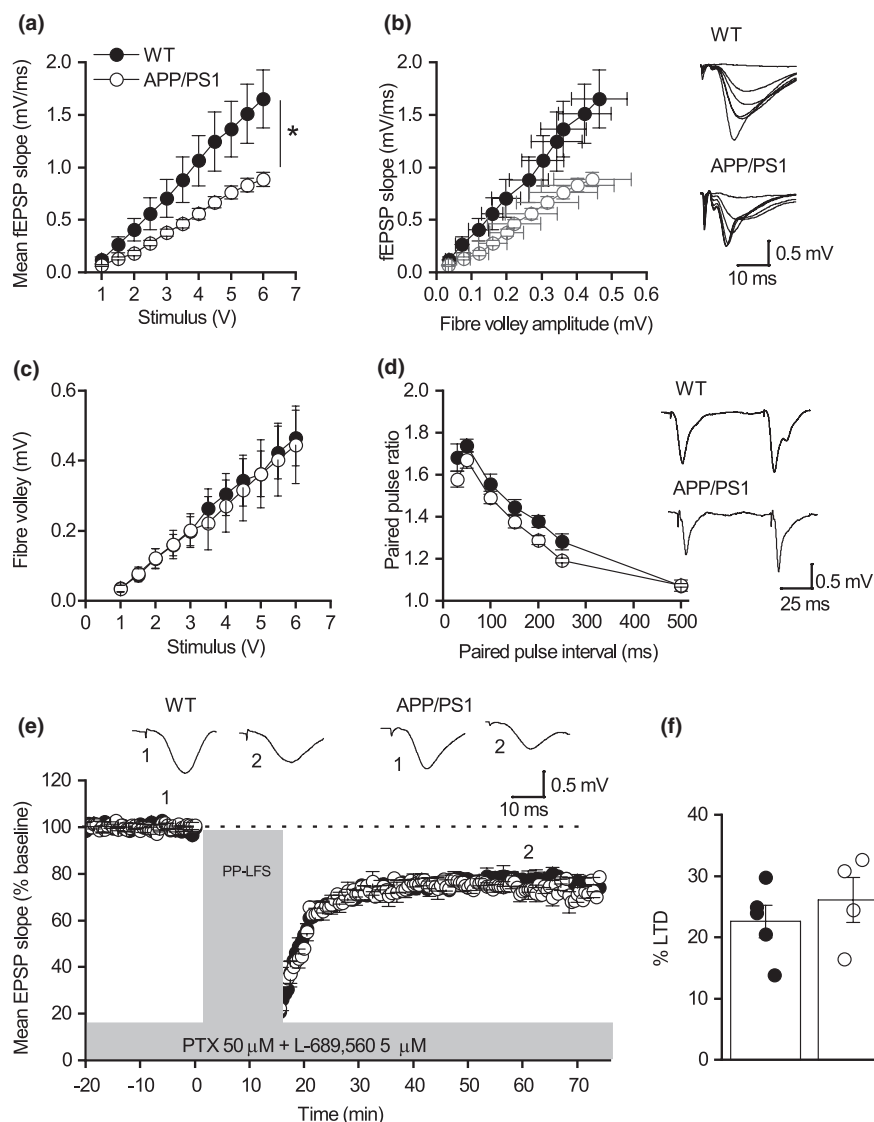 (a)
WT
APP/PS1
Mean fEPSP slope (mV/ms)
2.0
1.5
1.0
0.5
0.0
*
0 1 2 3 4 5 6 7
Stimulus (V)
(b)
fEPSP slope (mV/ms)
2.0
1.5
1.0
0.5
0.0
0.0 0.1 0.2 0.3 0.4 0.5 0.6
Fibre volley amplitude (mV)
WT
APP/PS1
0.5 mV
10 ms
(c)
Fibre volley (mV)
0.6
0.4
0.2
0.0
0 1 2 3 4 5 6 7
Stimulus (V)
(d)
Paired pulse ratio
2.0
1.8
1.6
1.4
1.2
1.0
0 100 200 300 400 500
Paired pulse interval (ms)
WT
APP/PS1
0.5 mV
25 ms
(e)
WT
APP/PS1
1
2
1
2
0.5 mV
10 ms
Mean EPSP slope (% baseline)
120
100
80
60
40
20
0
1
PP-LFS
2
PTX 50 μM + L-689,560 5 μM
-20 -10 0 10 20 30 40 50 60 70
Time (min)
(f)
% LTD
40
30
20
10
0